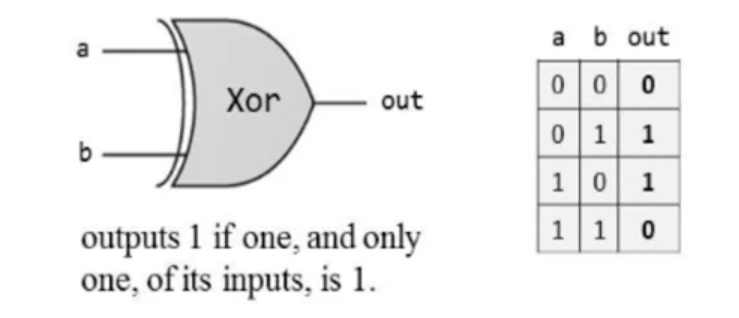 a
b
Xor
out
outputs 1 if one, and only
one, of its inputs, is 1.
a b out
0 0 0
0 1 1
1 0 1
1 1 0